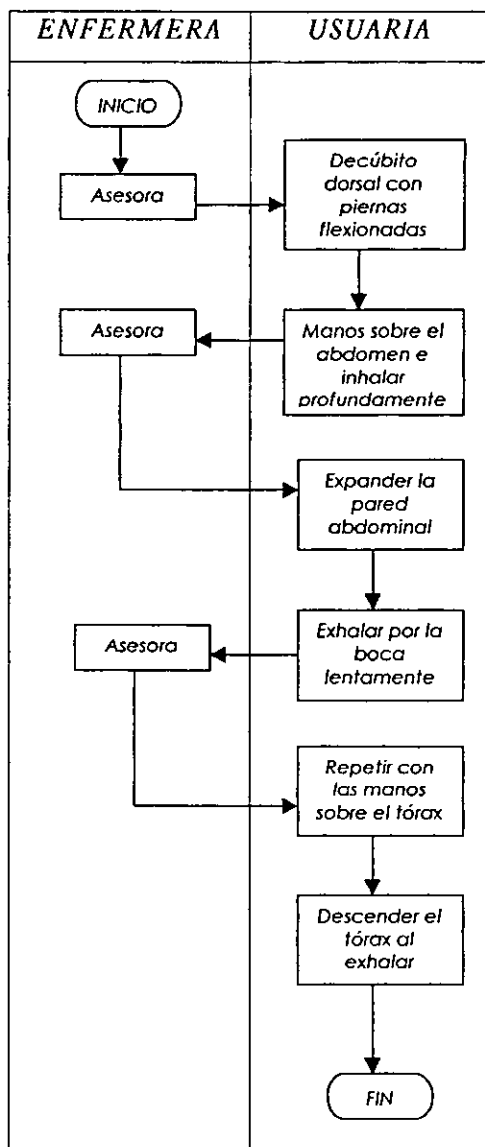 ENFERMERA
USUARIA
INICIO
Asesora
Decúbito
dorsal con
piernas
flexionadas
Asesora
Manos sobre el
abdomen e
inhalar
profundamente
Expander la
pared
abdominal
Asesora
Exhalar por la
boca
lentamente
Repetir con
las manos
sobre el tórax
Descender el
tórax al
exhalar
FIN